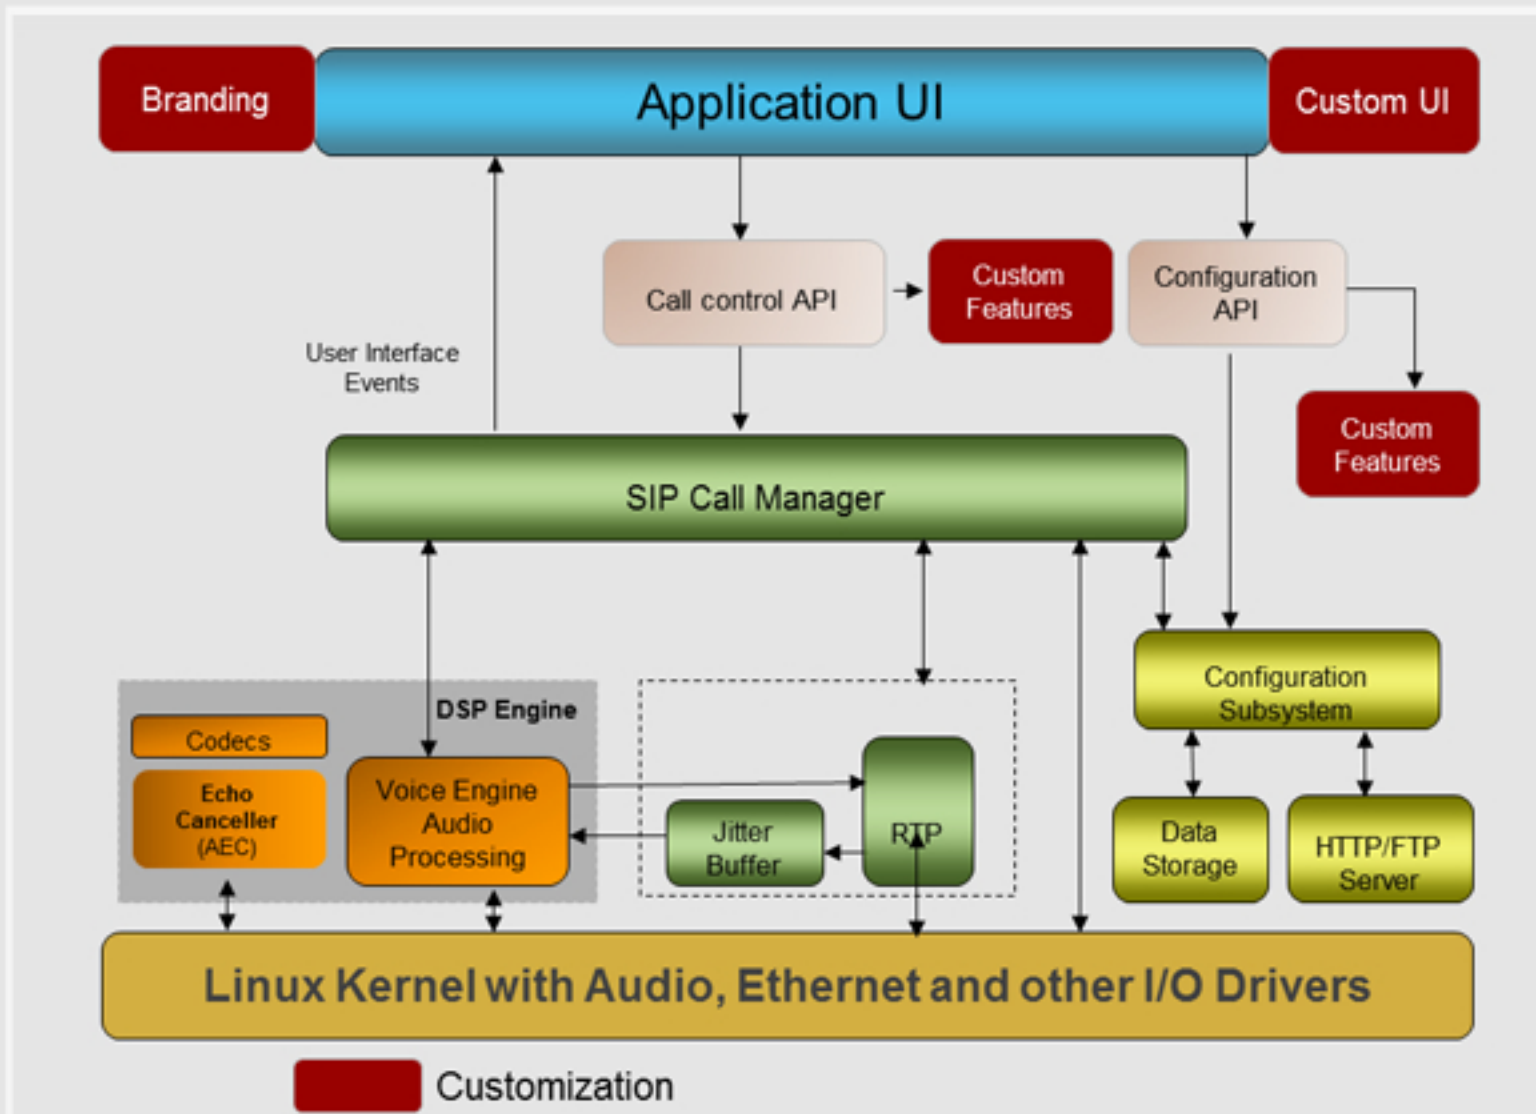 Branding
Application UI
Custom UI
Call control API
Custom
Features
Configuration
API
User Interface
Events
Custom
Features
SIP Call Manager
DSP Engine
Codecs
Echo
Canceller
(AEC)
Voice Engine
Audio
Processing
Jitter
Buffer
RTP
Configuration
Subsystem
Data
Storage
HTTP/FTP
Server
Linux Kernel with Audio, Ethernet and other I/O Drivers
Customization